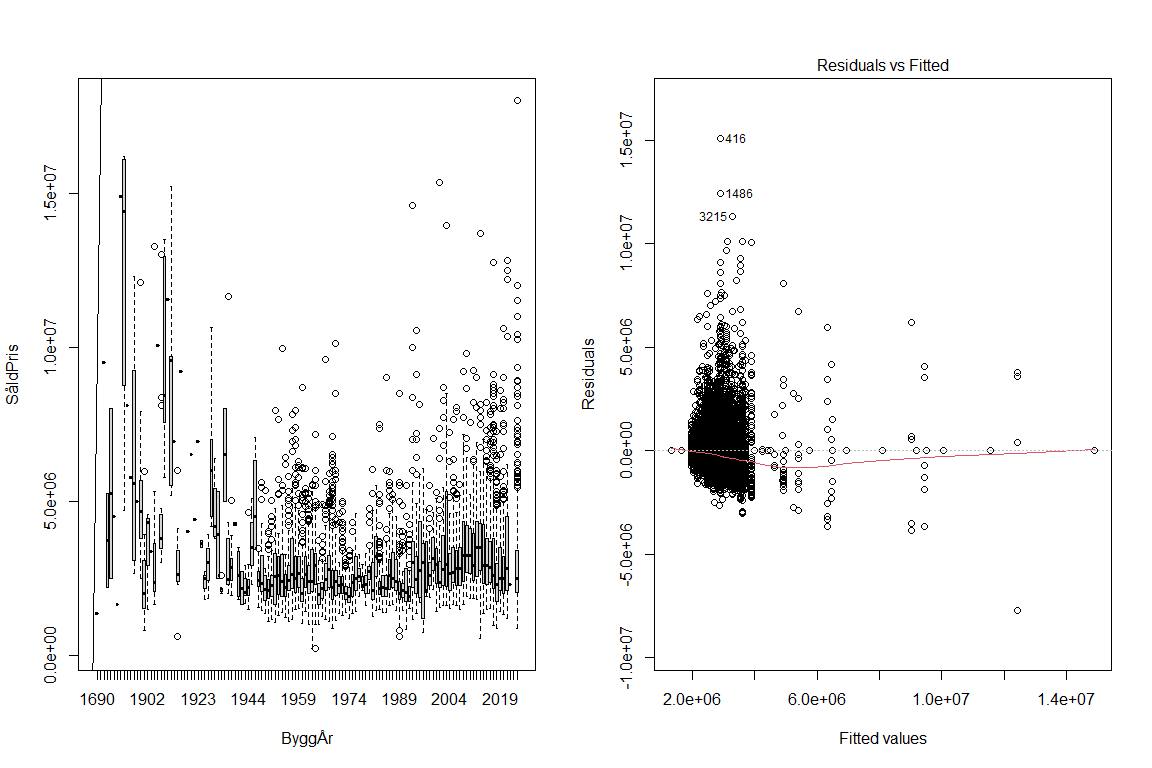 SåldPris
0.0e+00
5.0e+06
1.0e+07
1.5e+07
1690
1902
1923
1944
1959
1974
1989
2004
2019
ByggÅr
Residuals vs Fitted
Residuals
-1.0e+07
-5.0e+06
0.0e+00
5.0e+06
1.0e+07
1.5e+07
416
1486
3215
2.0e+06
6.0e+06
1.0e+07
1.4e+07
Fitted values